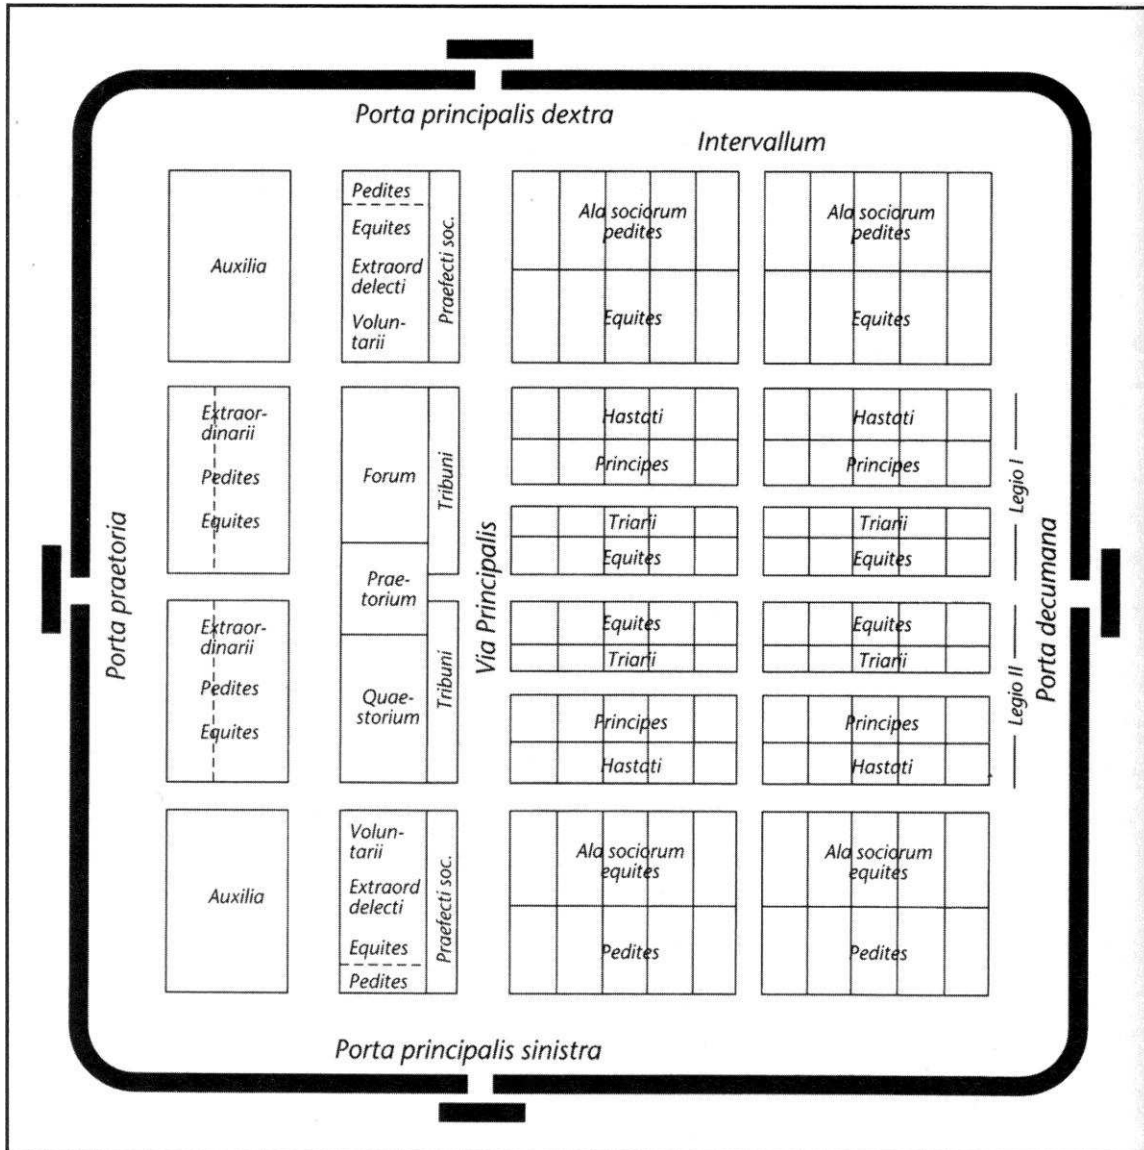 Porta principalis dextra
Intervallum
Porta praetoria
Auxilia
Pedites
Equites
Extraord
delecti
Volun-
tarii
Praefecti soc.
Ala sociorum
pedites
Equites
Ala sociorum
pedites
Equites
Extraor-
dinarii
Pedites
Equites
Forum
Prae-
torium
Quae-
storium
Tribuni
Tribuni
Via Principalis
Hastati
Principes
Triarii
Equites
Hastati
Principes
Triarii
Equites
Legio I
Porta decumana
Extraor-
dinarii
Pedites
Equites
Equites
Triarii
Principes
Hastati
Equites
Triarii
Principes
Hastati
Legio II
Auxilia
Volun-
tarii
Extraord
delecti
Equites
Pedites
Praefecti soc.
Ala sociorum
equites
Pedites
Ala sociorum
equites
Pedites
Porta principalis sinistra